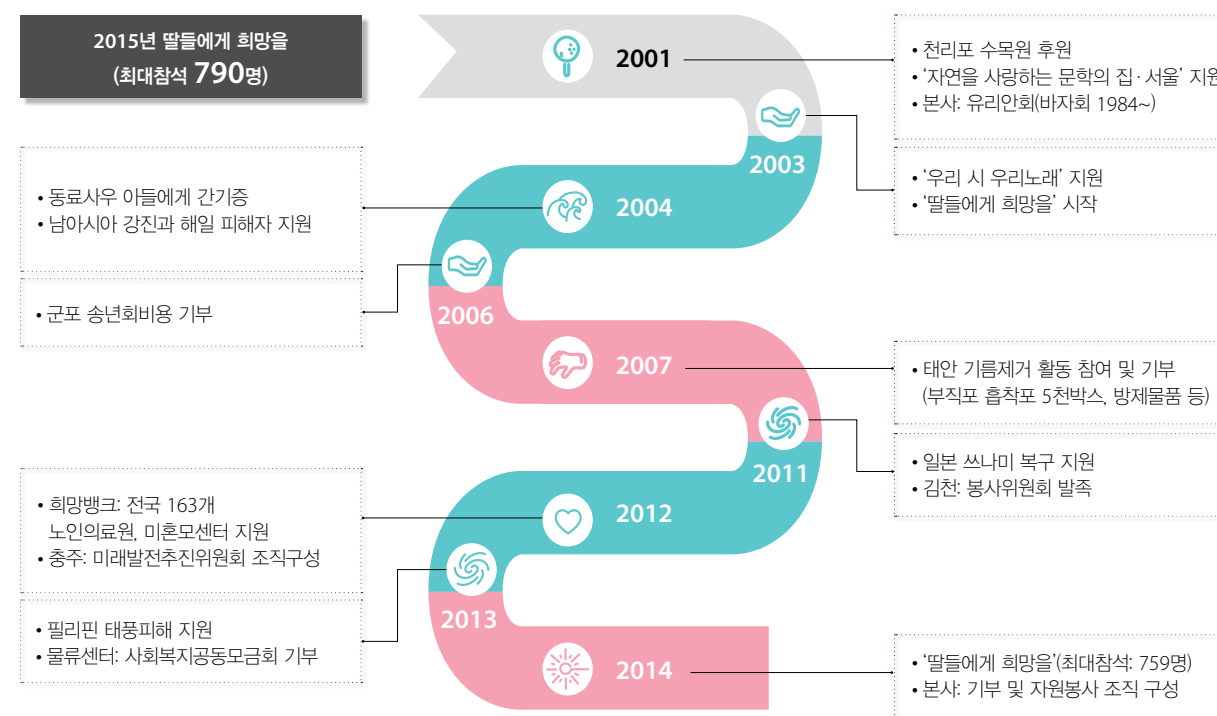 2015년 딸들에게 희망을
(최대참석 790명)
2001
• 천리포 수목원 후원
• '자연을 사랑하는 문학의 집·서울' 지원
• 본사: 유리안회(바자회 1984~)
2003
• '우리 시 우리노래' 지원
• '딸들에게 희망을' 시작
2004
• 동료사우 아들에게 간기증
• 남아시아 강진과 해일 피해자 지원
2006
• 군포 송년회비용 기부
2007
• 태안 기름제거 활동 참여 및 기부
(부직포 흡착포 5천박스, 방제물품 등)
2011
• 일본 쓰나미 복구 지원
• 김천: 봉사위원회 발족
2012
• 희망뱅크: 전국 163개
노인의료원, 미혼모센터 지원
• 충주: 미래발전추진위원회 조직구성
2013
• 필리핀 태풍피해 지원
• 물류센터: 사회복지공동모금회 기부
2014
• '딸들에게 희망을'(최대참석: 759명)
• 본사: 기부 및 자원봉사 조직 구성